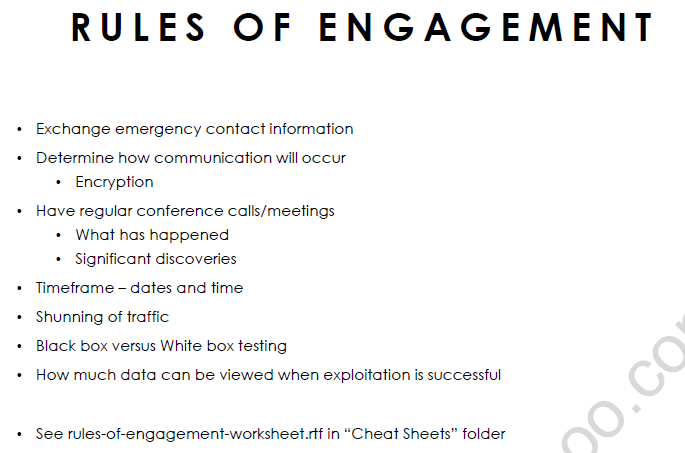 RULES OF ENGAGEMENT
• Exchange emergency contact information
• Determine how communication will occur
• Encryption
• Have regular conference calls/meetings
• What has happened
• Significant discoveries
• Timeframe – dates and time
• Shunning of traffic
• Black box versus White box testing
• How much data can be viewed when exploitation is successful
• See rules-of-engagement-worksheet.rtf in “Cheat Sheets” folder